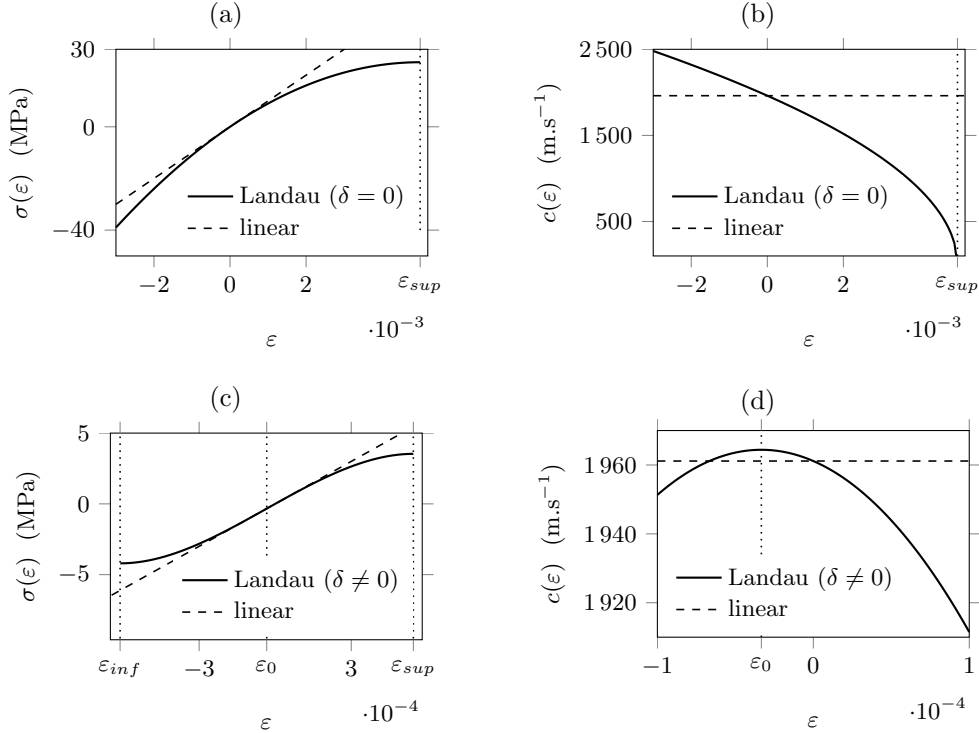 (a)
σ(ε) (MPa)
30
0
−40
Landau (δ = 0)
linear
−2
0
2
ε_sup
·10^−3
ε
(b)
c(ε) (m.s^−1)
2 500
1 500
500
Landau (δ = 0)
linear
−2
0
2
ε_sup
·10^−3
ε
(c)
σ(ε) (MPa)
5
0
−5
Landau (δ ≠ 0)
linear
ε_inf
−3
ε_0
3
ε_sup
·10^−4
ε
(d)
c(ε) (m.s^−1)
1 960
1 940
1 920
Landau (δ ≠ 0)
linear
−1
ε_0
0
1
·10^−4
ε